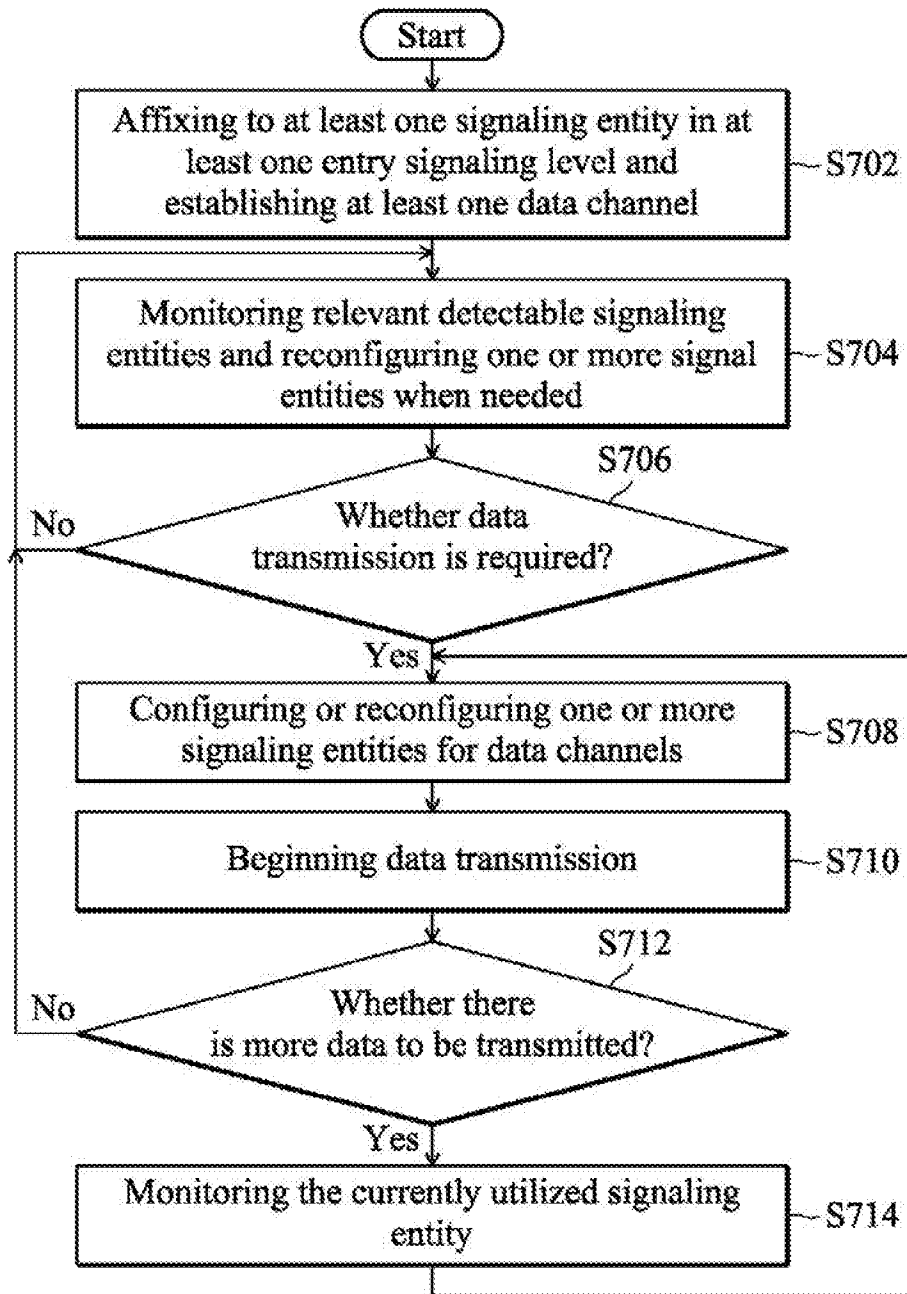 Start
Affixing to at least one signaling entity in at
least one entry signaling level and
establishing at least one data channel
S702
Monitoring relevant detectable signaling
entities and reconfiguring one or more signal
entities when needed
S704
S706
No
Whether data
transmission is required?
Yes
Configuring or reconfiguring one or more
signaling entities for data channels
S708
Beginning data transmission
S710
S712
No
Whether there
is more data to be transmitted?
Yes
Monitoring the currently utilized signaling
entity
S714